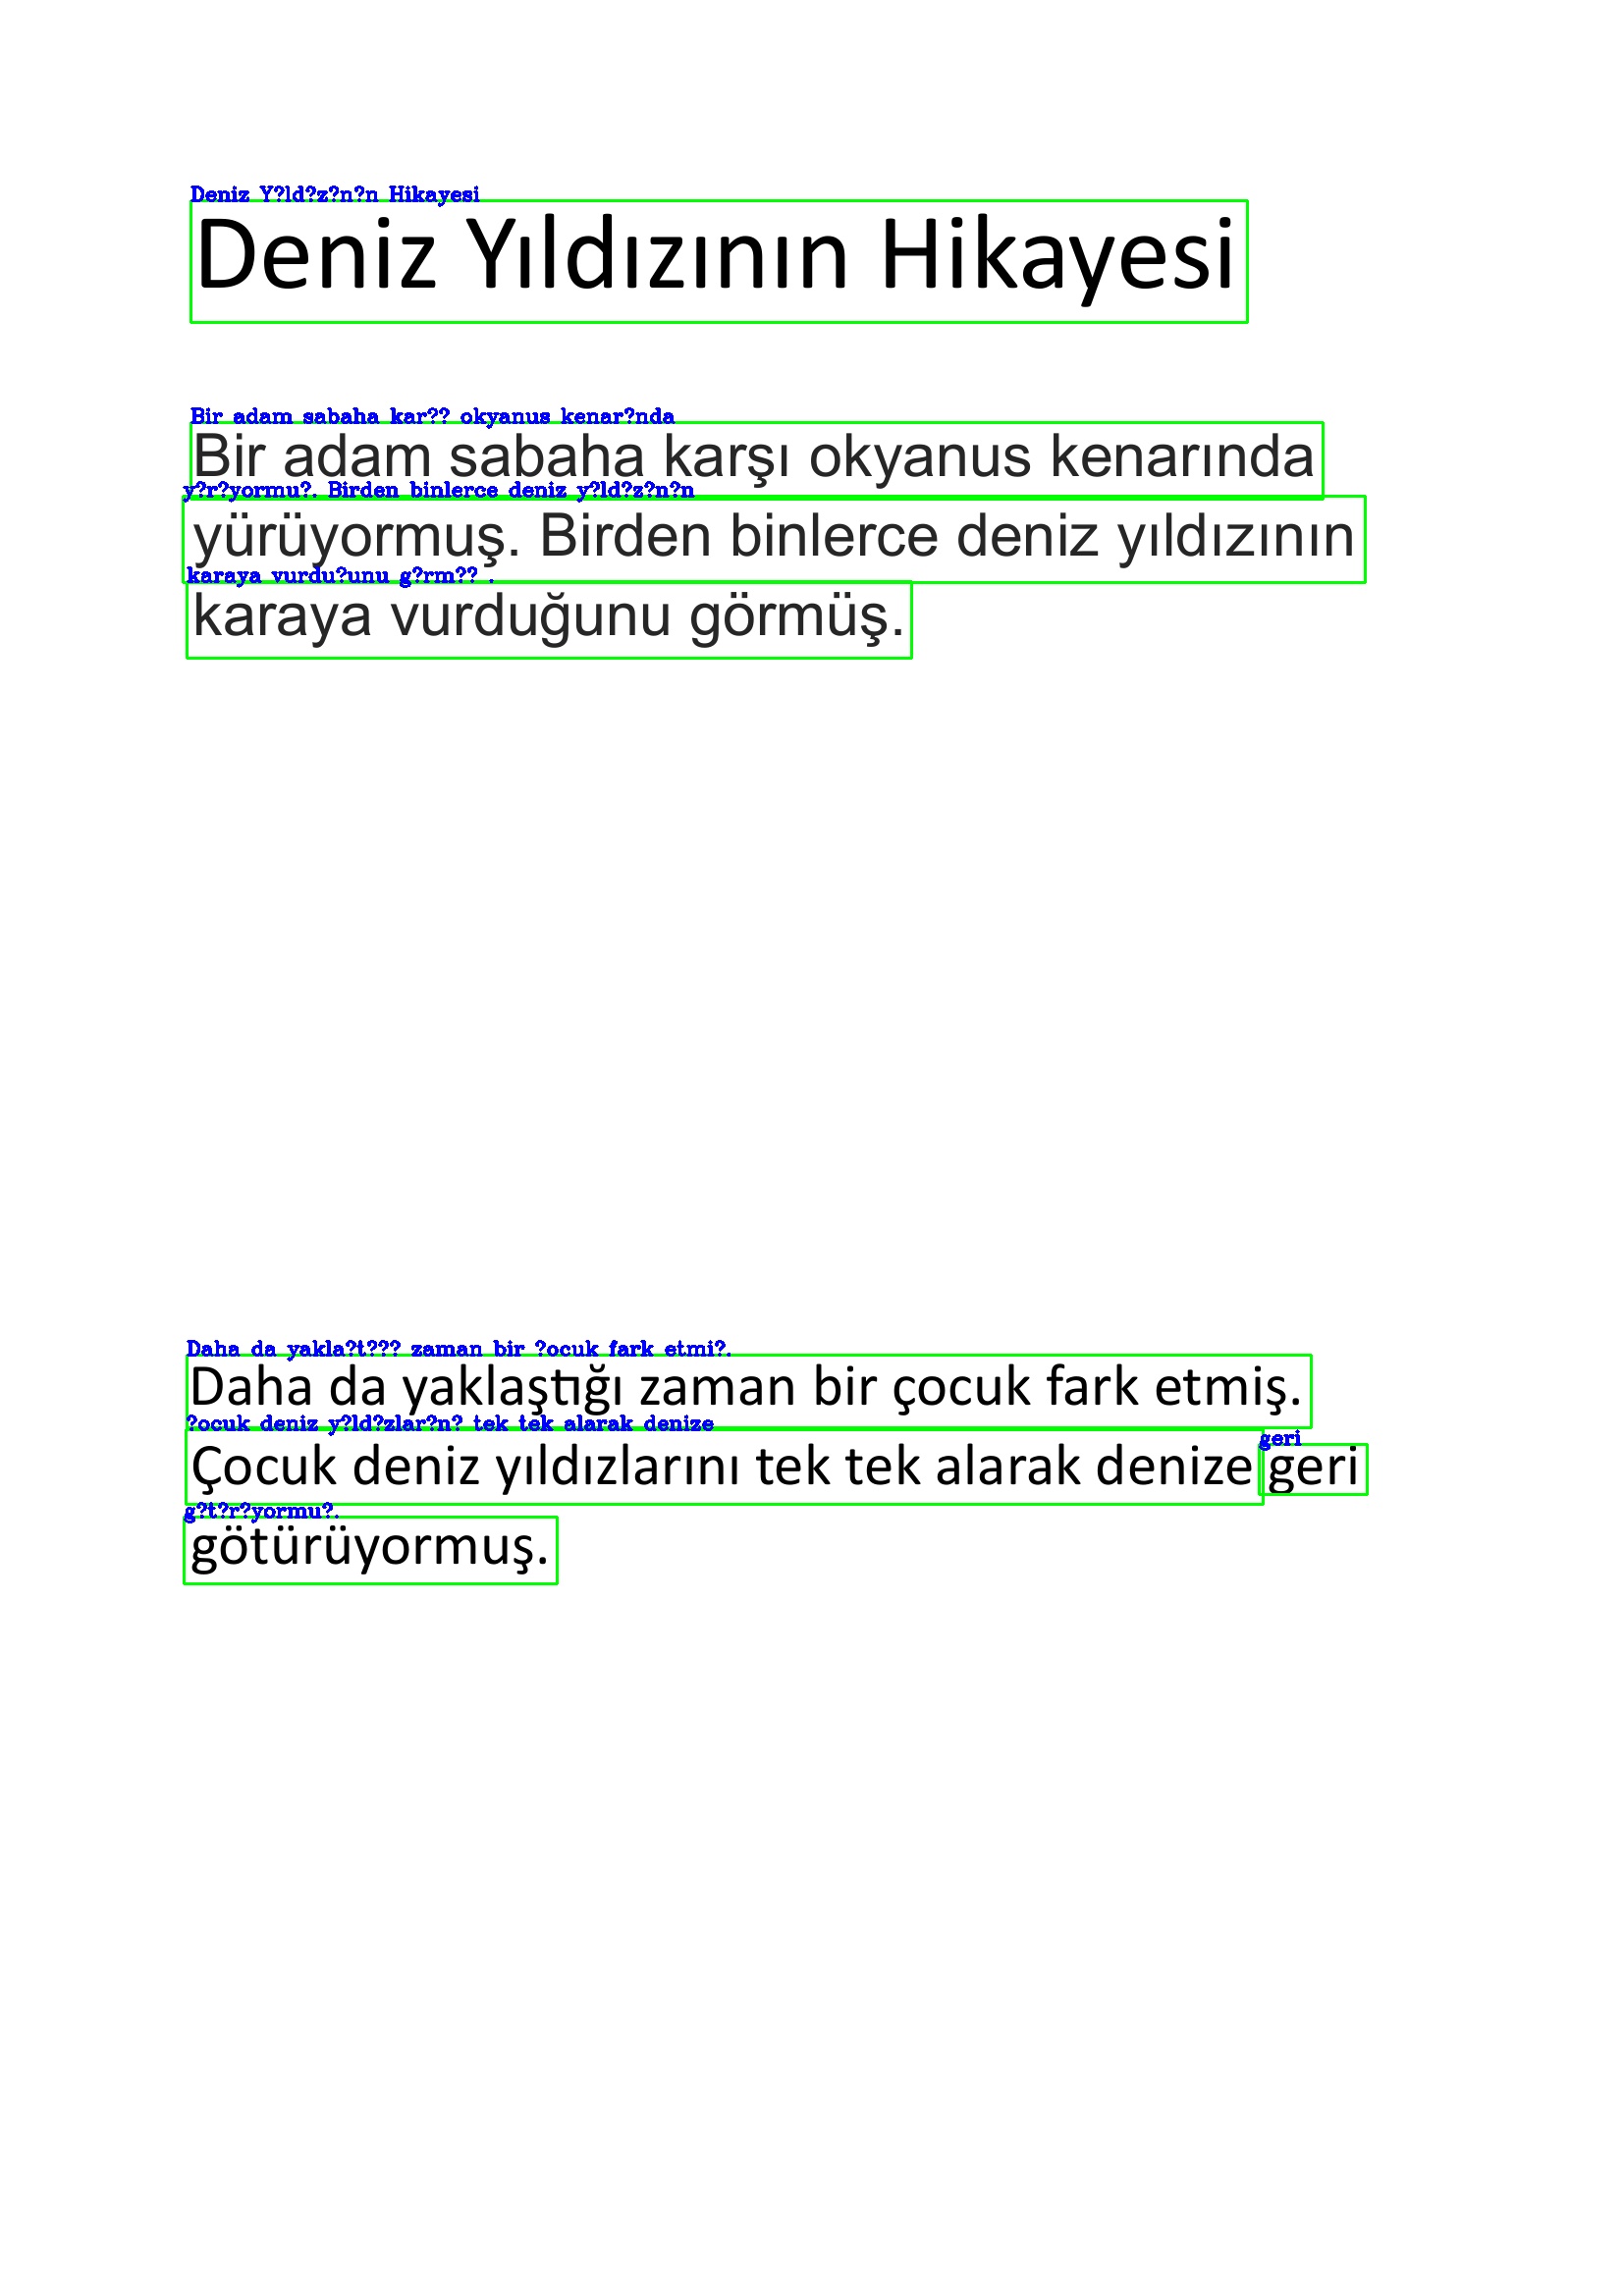 Deniz Y?ld?z?n?n Hikayesi
Deniz Yıldızının Hikayesi
Bir adam sabaha kar?? okyanus kenar?nda
Bir adam sabaha karşı okyanus kenarında
y?r?yormu?. Birden binlerce deniz y?ld?z?n?n
yürüyormuş. Birden binlerce deniz yıldızının
karaya vurdu?unu g?rm?? .
karaya vurduğunu görmüş.
Daha da yakla?t??? zaman bir ?ocuk fark etmi?.
Daha da yaklaştığı zaman bir çocuk fark etmiş.
?ocuk deniz y?ld?zlar?n? tek tek alarak denize geri
Çocuk deniz yıldızlarını tek tek alarak denize geri
g?t?r?yormu?.
götürüyormuş.